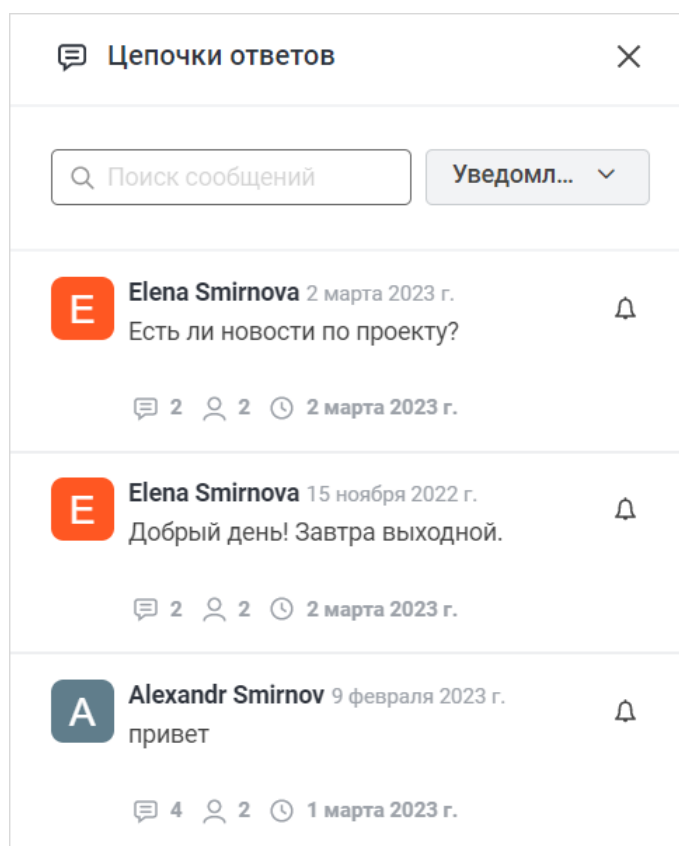 Цепочки ответов
Поиск сообщений
Уведомл...
E
Elena Smirnova 2 марта 2023 г.
Есть ли новости по проекту?
2 2 2 марта 2023 г.
E
Elena Smirnova 15 ноября 2022 г.
Добрый день! Завтра выходной.
2 2 2 марта 2023 г.
A
Alexandr Smirnov 9 февраля 2023 г.
привет
4 2 1 марта 2023 г.